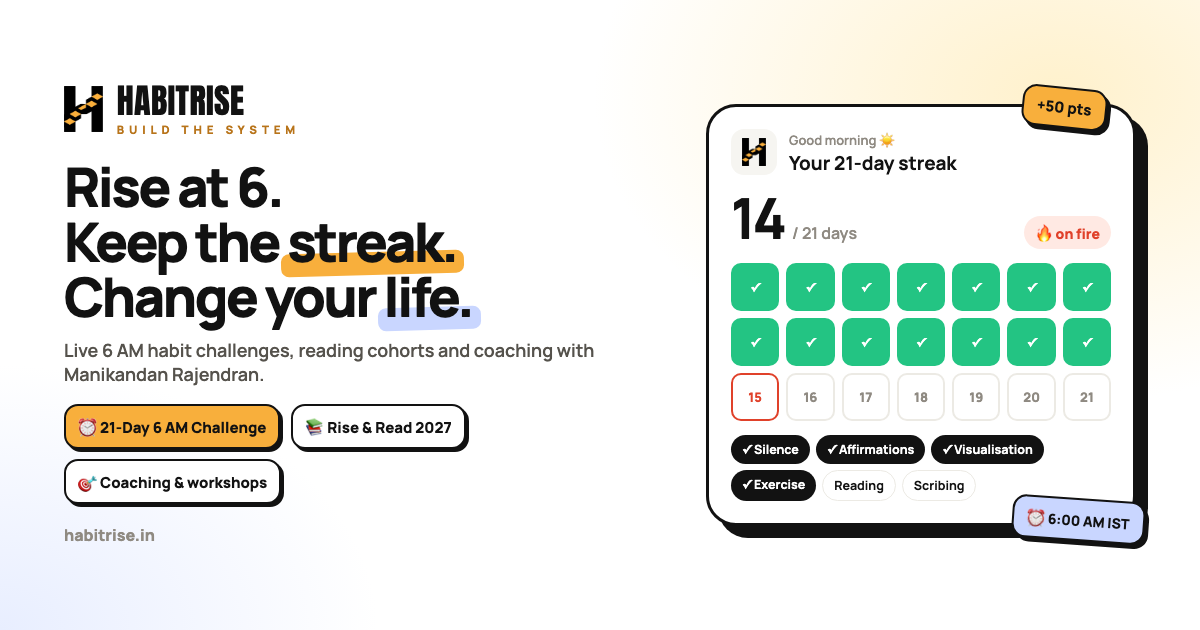 HABITRISE
BUILD THE SYSTEM
Rise at 6.
Keep the streak.
Change your life.
Live 6 AM habit challenges, reading cohorts and coaching with
Manikandan Rajendran.
⏰ 21-Day 6 AM Challenge
📚 Rise & Read 2027
🎯 Coaching & workshops
habitrise.in
+50 pts
Good morning ☀️
Your 21-day streak
14 / 21 days
🔥 on fire
✓ ✓ ✓ ✓ ✓ ✓ ✓
✓ ✓ ✓ ✓ ✓ ✓ ✓
15 16 17 18 19 20 21
✓Silence ✓Affirmations ✓Visualisation
✓Exercise Reading Scribing
⏰ 6:00 AM IST